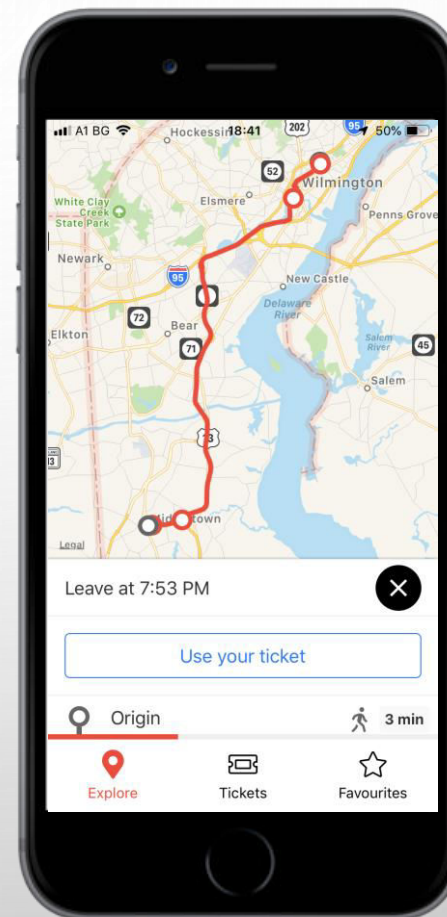 A1 BG
18:41
50%
Hockessin
202
95
52
Wilmington
Elsmere
White Clay
Creek
State Park
Penns Grove
Newark
95
New Castle
Delaware
River
72
Bear
71
Salem
River
45
Elkton
Salem
13
Legal
Leave at 7:53 PM
Use your ticket
Origin
3 min
Explore
Tickets
Favourites